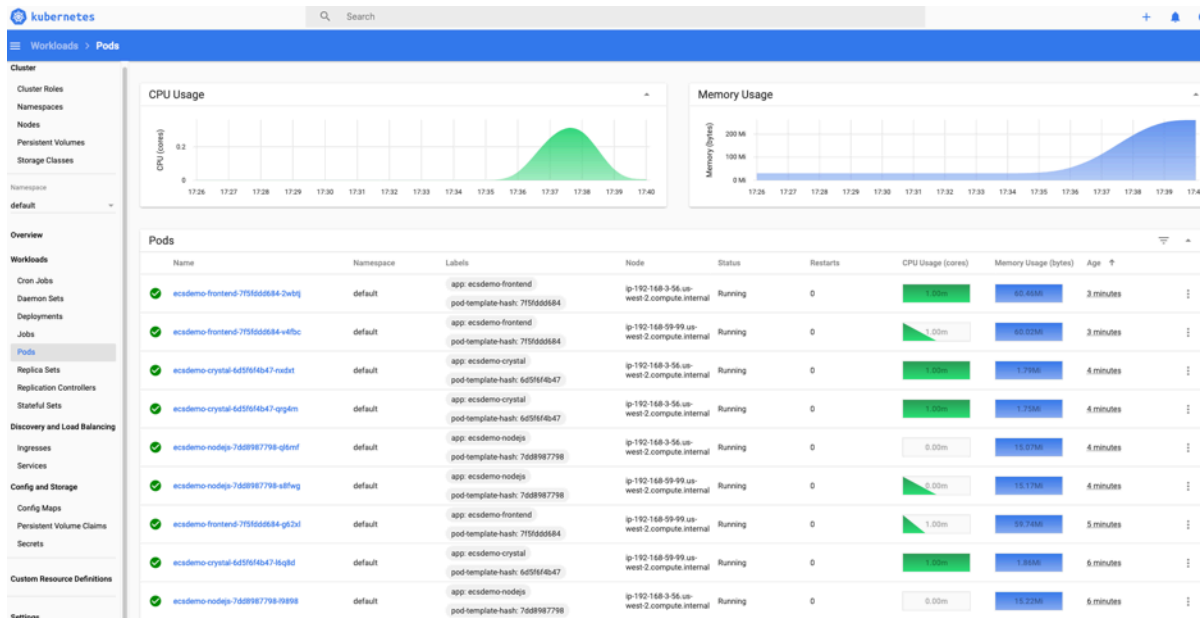 kubernetes
Search
Workloads > Pods
Cluster
Cluster Roles
Namespaces
Nodes
Persistent Volumes
Storage Classes
Namespace
default
Overview
Workloads
Cron Jobs
Daemon Sets
Deployments
Jobs
Pods
Replica Sets
Replication Controllers
Stateful Sets
Discovery and Load Balancing
Ingresses
Services
Config and Storage
Config Maps
Persistent Volume Claims
Secrets
Custom Resource Definitions
Settings
CPU Usage
CPU (cores)
0.2
0
17:26 17:27 17:28 17:29 17:30 17:31 17:32 17:33 17:34 17:35 17:36 17:37 17:38 17:39 17:40
Memory Usage
Memory (bytes)
200 Mi
100 Mi
0 Mi
17:26 17:27 17:28 17:29 17:30 17:31 17:32 17:33 17:34 17:35 17:36 17:37 17:38 17:39 17:4
Pods
Name Namespace Labels Node Status Restarts CPU Usage (cores) Memory Usage (bytes) Age
app: ecsdemo-frontend
ecsdemo-frontend-7f5fddd684-2wbtj default ip-192-168-3-56.us-west-2.compute.internal Running 0 1.00m 60.46Mi 3 minutes
pod-template-hash: 7f5fddd684
app: ecsdemo-frontend
ecsdemo-frontend-7f5fddd684-v4fbc default ip-192-168-59-99.us-west-2.compute.internal Running 0 1.00m 60.02Mi 3 minutes
pod-template-hash: 7f5fddd684
app: ecsdemo-crystal
ecsdemo-crystal-6d5f6f4b47-nxdxt default ip-192-168-3-56.us-west-2.compute.internal Running 0 1.00m 1.79Mi 4 minutes
pod-template-hash: 6d5f6f4b47
app: ecsdemo-crystal
ecsdemo-crystal-6d5f6f4b47-qrg4m default ip-192-168-3-56.us-west-2.compute.internal Running 0 1.00m 1.75Mi 4 minutes
pod-template-hash: 6d5f6f4b47
app: ecsdemo-nodejs
ecsdemo-nodejs-7dd8987798-ql6mf default ip-192-168-3-56.us-west-2.compute.internal Running 0 0.00m 15.07Mi 4 minutes
pod-template-hash: 7dd8987798
app: ecsdemo-nodejs
ecsdemo-nodejs-7dd8987798-s8fwg default ip-192-168-59-99.us-west-2.compute.internal Running 0 0.00m 15.17Mi 4 minutes
pod-template-hash: 7dd8987798
app: ecsdemo-frontend
ecsdemo-frontend-7f5fddd684-g62xl default ip-192-168-59-99.us-west-2.compute.internal Running 0 1.00m 59.74Mi 5 minutes
pod-template-hash: 7f5fddd684
app: ecsdemo-crystal
ecsdemo-crystal-6d5f6f4b47-l6q8d default ip-192-168-59-99.us-west-2.compute.internal Running 0 1.00m 1.86Mi 6 minutes
pod-template-hash: 6d5f6f4b47
app: ecsdemo-nodejs
ecsdemo-nodejs-7dd8987798-l9898 default ip-192-168-59-99.us-west-2.compute.internal Running 0 0.00m 15.22Mi 6 minutes
pod-template-hash: 7dd8987798